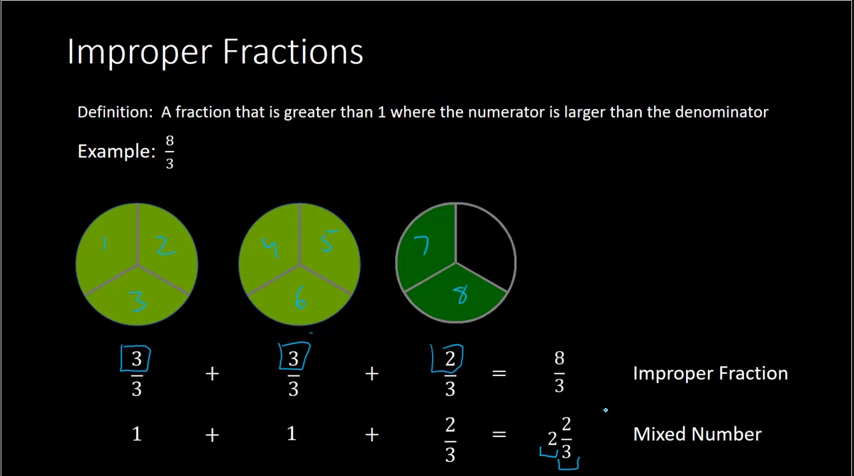 Improper Fractions
Definition: A fraction that is greater than 1 where the numerator is larger than the denominator
Example: 8/3
1 2 4 5 7
3 6 8
3/3 + 3/3 + 2/3 = 8/3 Improper Fraction
1 + 1 + 2/3 = 2 2/3 Mixed Number